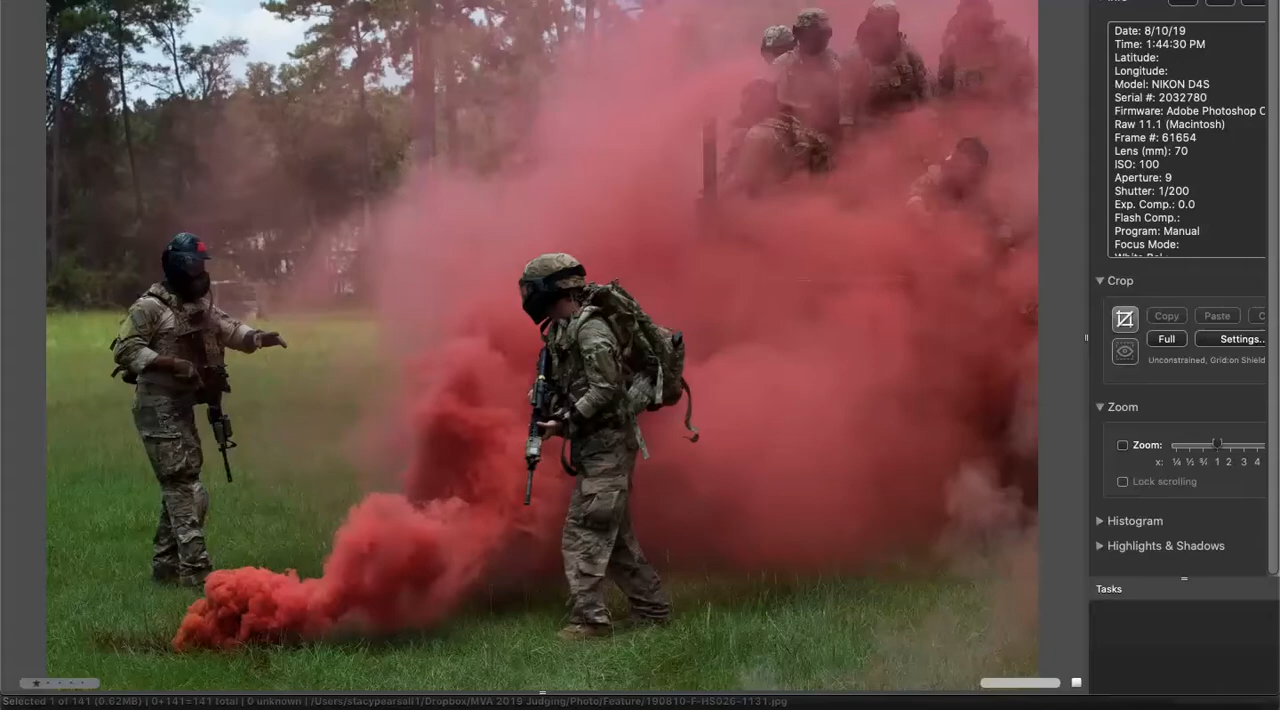 Date: 8/10/19
Time: 1:44:30 PM
Latitude:
Longitude:
Model: NIKON D4S
Serial #: 2032780
Firmware: Adobe Photoshop C
Raw 11.1 (Macintosh)
Frame #: 61654
Lens (mm): 70
ISO: 100
Aperture: 9
Shutter: 1/200
Exp. Comp.: 0.0
Flash Comp.:
Program: Manual
Focus Mode:
Crop
Copy Paste C
Full Settings..
Unconstrained, Grid:on Shield
Zoom
Zoom:
x: ¼ ½ ¾ 1 2 3 4
Lock scrolling
Histogram
Highlights & Shadows
Tasks
Selected 1 of 141 (0.62MB) | 0+141=141 total | 0 unknown | /Users/stacypearsall/Dropbox/MVA 2019 Judging/Photo/Feature/190810-F-HS026-1131.jpg